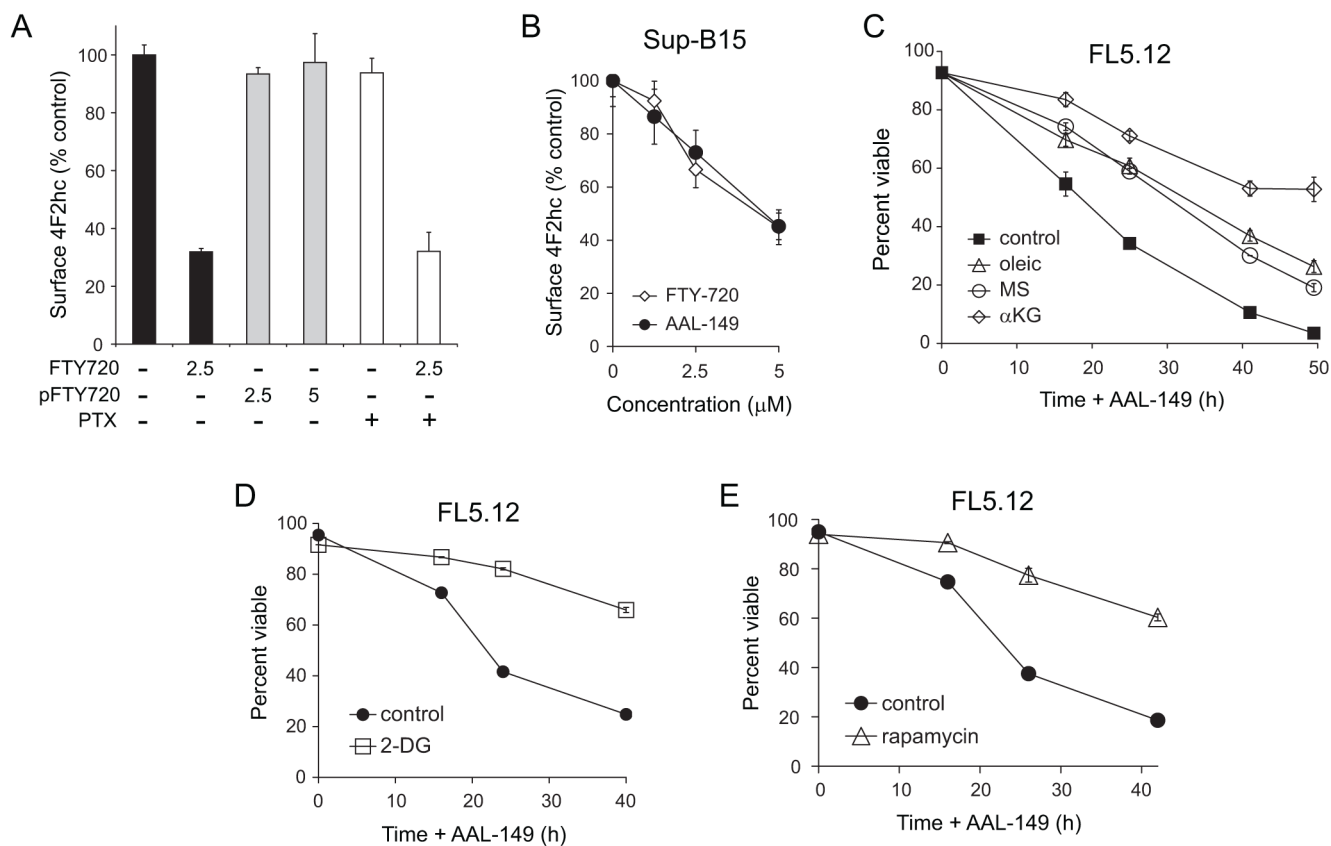 A
Surface 4F2hc (% control)
100
80
60
40
20
0
FTY720 - 2.5 - - - 2.5
pFTY720 - - 2.5 5 - -
PTX - - - - + +
B
Sup-B15
Surface 4F2hc (% control)
100
80
60
40
20
0
FTY-720
AAL-149
0 2.5 5
Concentration (μM)
C
FL5.12
Percent viable
100
80
60
40
20
0
control
oleic
MS
αKG
0 10 20 30 40 50
Time + AAL-149 (h)
D
FL5.12
Percent viable
100
80
60
40
20
0
control
2-DG
0 10 20 30 40
Time + AAL-149 (h)
E
FL5.12
Percent viable
100
80
60
40
20
0
control
rapamycin
0 10 20 30 40
Time + AAL-149 (h)